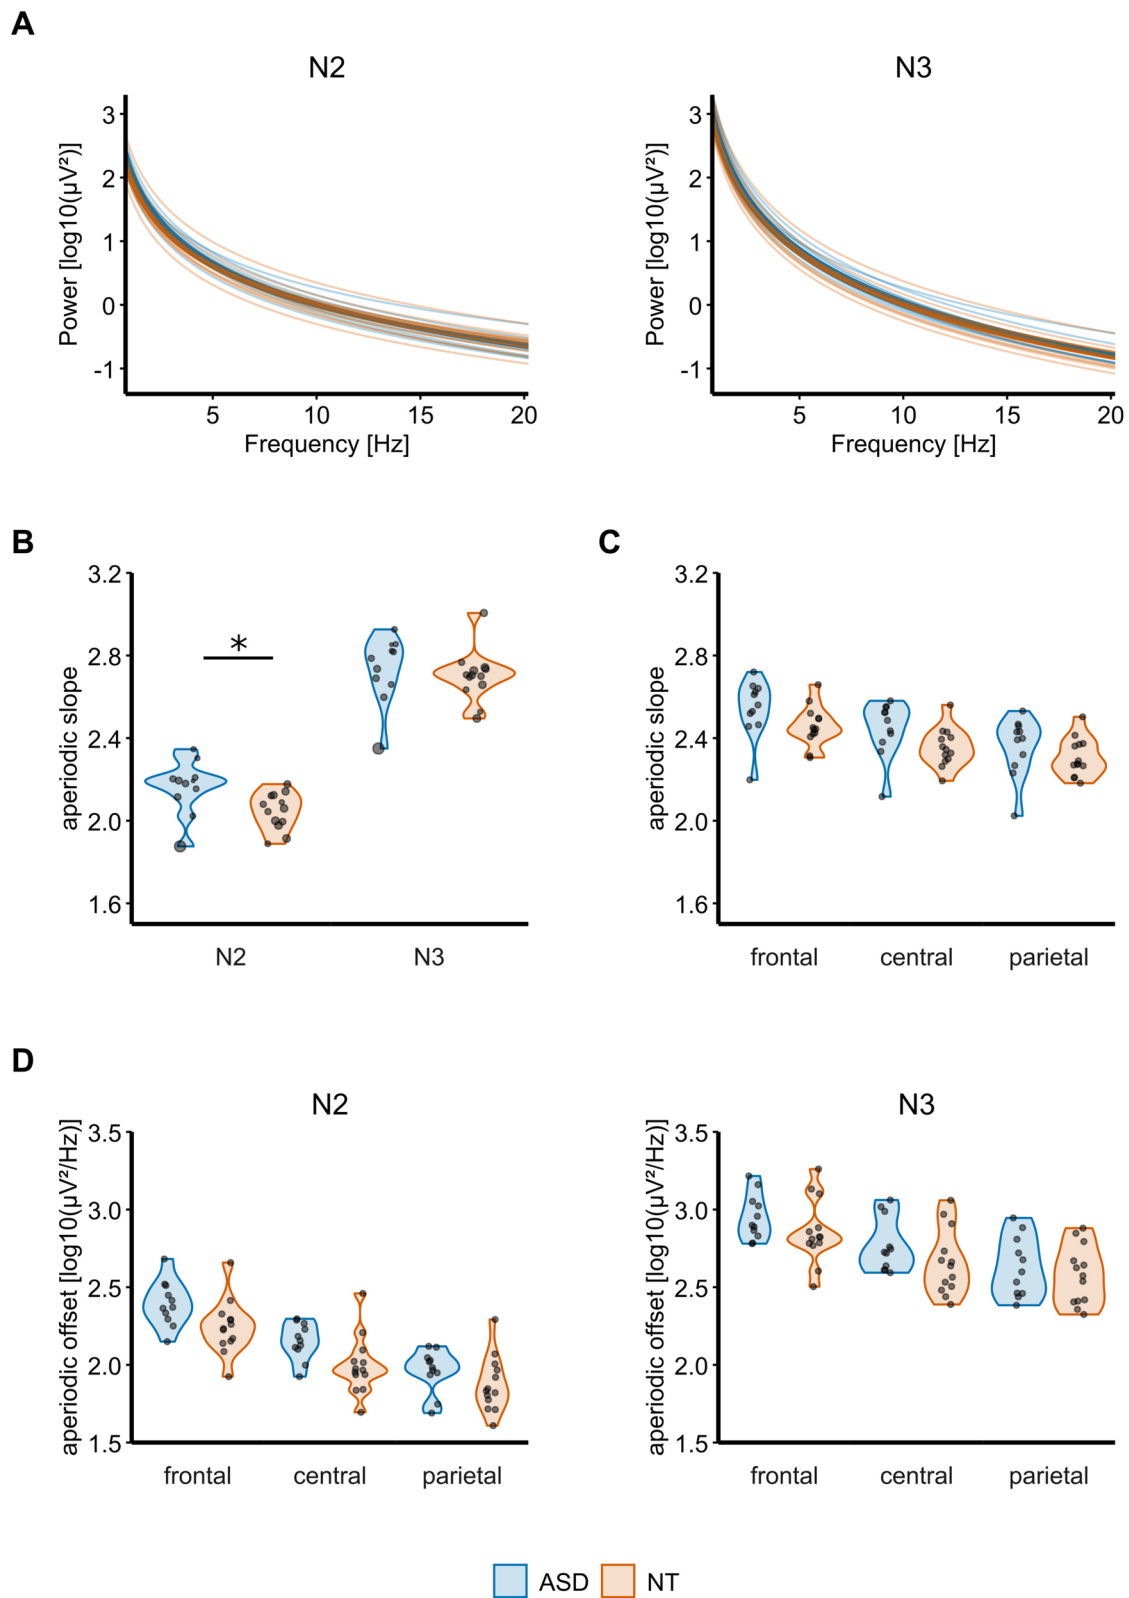 A
N2
N3
Power [log10(µV²)]
3
2
1
0
-1
5
10
15
20
Frequency [Hz]
Power [log10(µV²)]
3
2
1
0
-1
5
10
15
20
Frequency [Hz]
B
aperiodic slope
3.2
2.8
2.4
2.0
1.6
*
N2
N3
C
aperiodic slope
3.2
2.8
2.4
2.0
1.6
frontal
central
parietal
D
N2
N3
aperiodic offset [log10(µV²/Hz)]
3.5
3.0
2.5
2.0
1.5
frontal
central
parietal
aperiodic offset [log10(µV²/Hz)]
3.5
3.0
2.5
2.0
1.5
frontal
central
parietal
ASD
NT